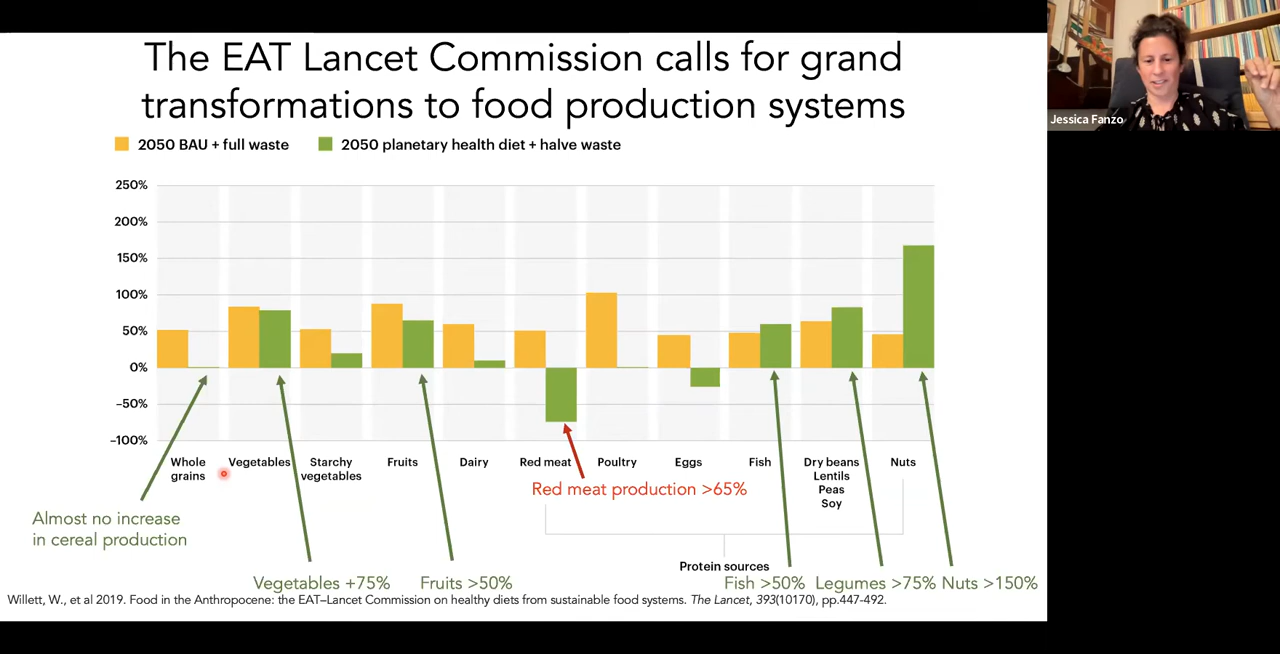 The EAT Lancet Commission calls for grand
transformations to food production systems
Jessica Fanzo
2050 BAU + full waste
2050 planetary health diet + halve waste
250%
200%
150%
100%
50%
0%
–50%
–100%
Whole
grains
Vegetables
Starchy
vegetables
Fruits
Dairy
Red meat
Poultry
Eggs
Fish
Dry beans
Lentils
Peas
Soy
Nuts
Red meat production >65%
Almost no increase
in cereal production
Protein sources
Vegetables +75%
Fruits >50%
Fish >50%
Legumes >75%
Nuts >150%
Willett, W., et al 2019. Food in the Anthropocene: the EAT–Lancet Commission on healthy diets from sustainable food systems. The Lancet, 393(10170), pp.447-492.